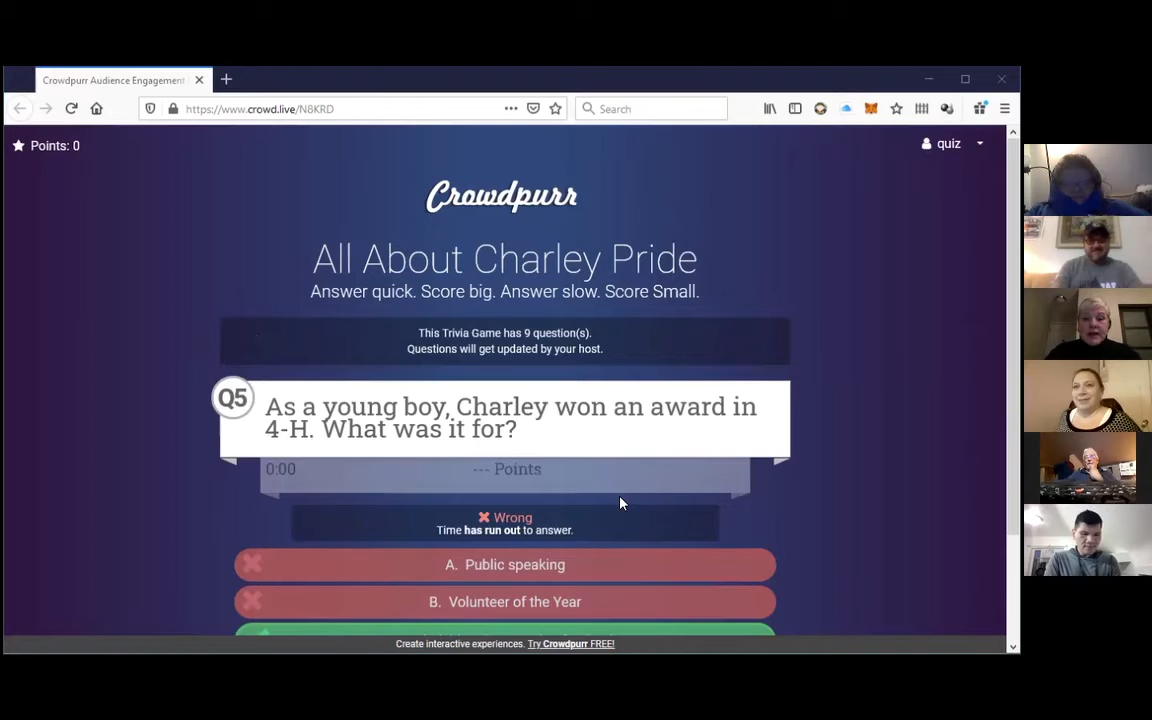 Crowdpurr Audience Engagement
https://www.crowd.live/N8KRD
Search
Points: 0
quiz
Crowdpurr
All About Charley Pride
Answer quick. Score big. Answer slow. Score Small.
This Trivia Game has 9 question(s).
Questions will get updated by your host.
Q5
As a young boy, Charley won an award in
4-H. What was it for?
0:00
--- Points
Wrong
Time has run out to answer.
A. Public speaking
B. Volunteer of the Year
Create interactive experiences. Try Crowdpurr FREE!